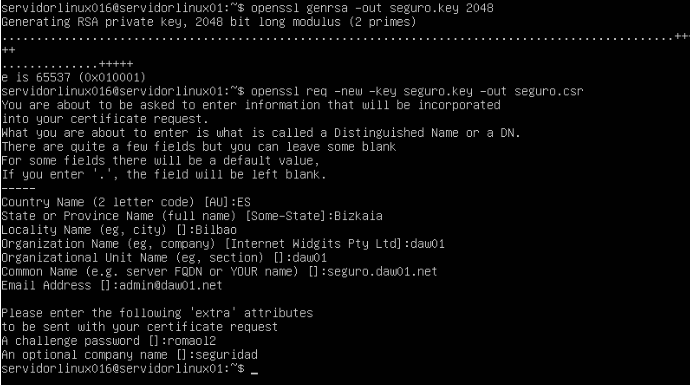 servidorlinux016@servidorlinux01:~$ openssl genrsa -out seguro.key 2048
Generating RSA private key, 2048 bit long modulus (2 primes)
...............................................................................................+++
++
..............+++++
e is 65537 (0x010001)
servidorlinux016@servidorlinux01:~$ openssl req -new -key seguro.key -out seguro.csr
You are about to be asked to enter information that will be incorporated
into your certificate request.
What you are about to enter is what is called a Distinguished Name or a DN.
There are quite a few fields but you can leave some blank
For some fields there will be a default value,
If you enter '.', the field will be left blank.
-----
Country Name (2 letter code) [AU]:ES
State or Province Name (full name) [Some-State]:Bizkaia
Locality Name (eg, city) []:Bilbao
Organization Name (eg, company) [Internet Widgits Pty Ltd]:daw01
Organizational Unit Name (eg, section) []:daw01
Common Name (e.g. server FQDN or YOUR name) []:seguro.daw01.net
Email Address []:admin@daw01.net

Please enter the following 'extra' attributes
to be sent with your certificate request
A challenge password []:romaol2
An optional company name []:seguridad
servidorlinux016@servidorlinux01:~$ _